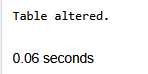 Table altered.
0.06 seconds